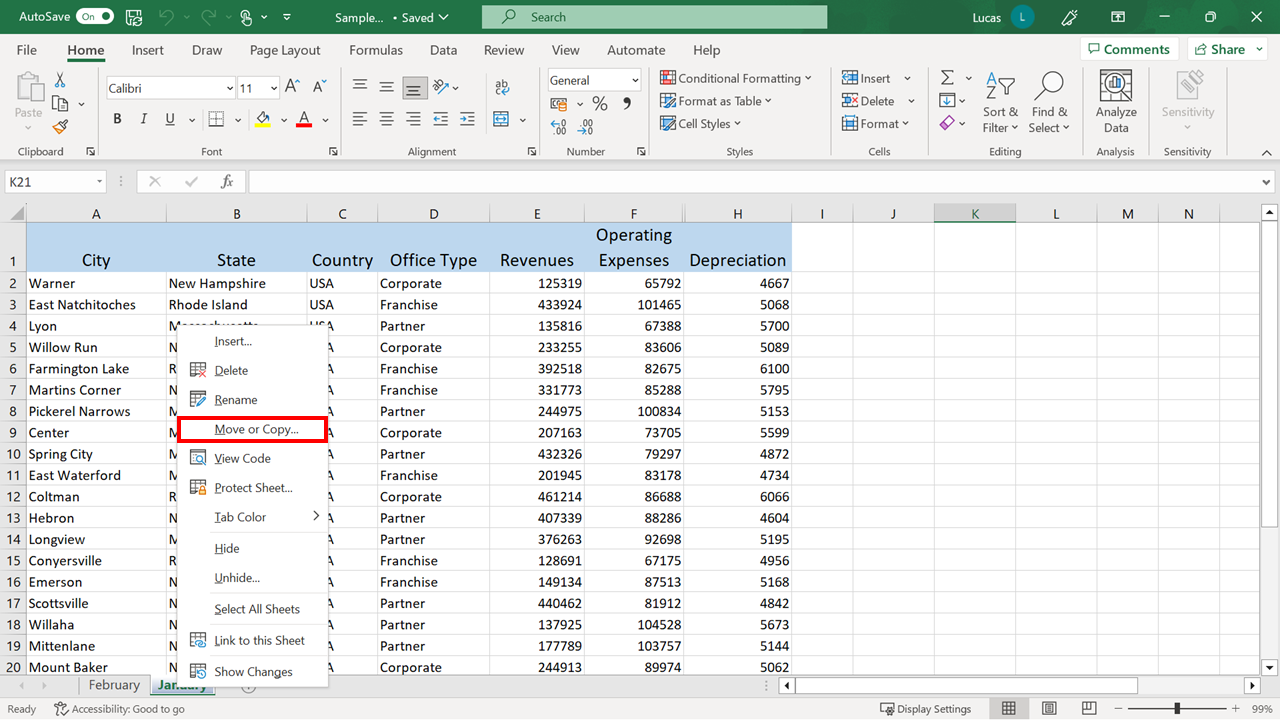 AutoSave On Sample... • Saved Search Lucas L
File Home Insert Draw Page Layout Formulas Data Review View Automate Help Comments Share
Paste
Clipboard
Calibri 11
B I U A
Font
ab
Alignment
General
%
Number
Conditional Formatting
Format as Table
Cell Styles
Styles
Insert
Delete
Format
Cells
Sort & Filter
Find & Select
Editing
Analyze Data
Analysis
Sensitivity
Sensitivity
K21 fx
A B C D E F H I J K L M N
1 City State Country Office Type Revenues Operating Expenses Depreciation
2 Warner New Hampshire USA Corporate 125319 65792 4667
3 East Natchitoches Rhode Island USA Franchise 433924 101465 5068
4 Lyon Massachusetts USA Partner 135816 67388 5700
5 Willow Run N A Corporate 233255 83606 5089
6 Farmington Lake R A Franchise 392518 82675 6100
7 Martins Corner N A Franchise 331773 85288 5795
8 Pickerel Narrows M A Partner 244975 100834 5153
9 Center M A Corporate 207163 73705 5599
10 Spring City M A Partner 432326 79297 4872
11 East Waterford M A Franchise 201945 83178 4734
12 Coltman R A Corporate 461214 86688 6066
13 Hebron N A Partner 407339 88286 4604
14 Longview M A Partner 376263 92698 5195
15 Conyersville R A Franchise 128691 67175 4956
16 Emerson N A Franchise 149134 87513 5168
17 Scottsville N A Partner 440462 81912 4842
18 Willaha N A Partner 137925 104528 5673
19 Mittenlane N A Partner 177789 103757 5144
20 Mount Baker N Corporate 244913 89974 5062
Insert...
Delete
Rename
Move or Copy...
View Code
Protect Sheet...
Tab Color
Hide
Unhide...
Select All Sheets
Link to this Sheet
Show Changes
February January
Ready Accessibility: Good to go Display Settings 99%